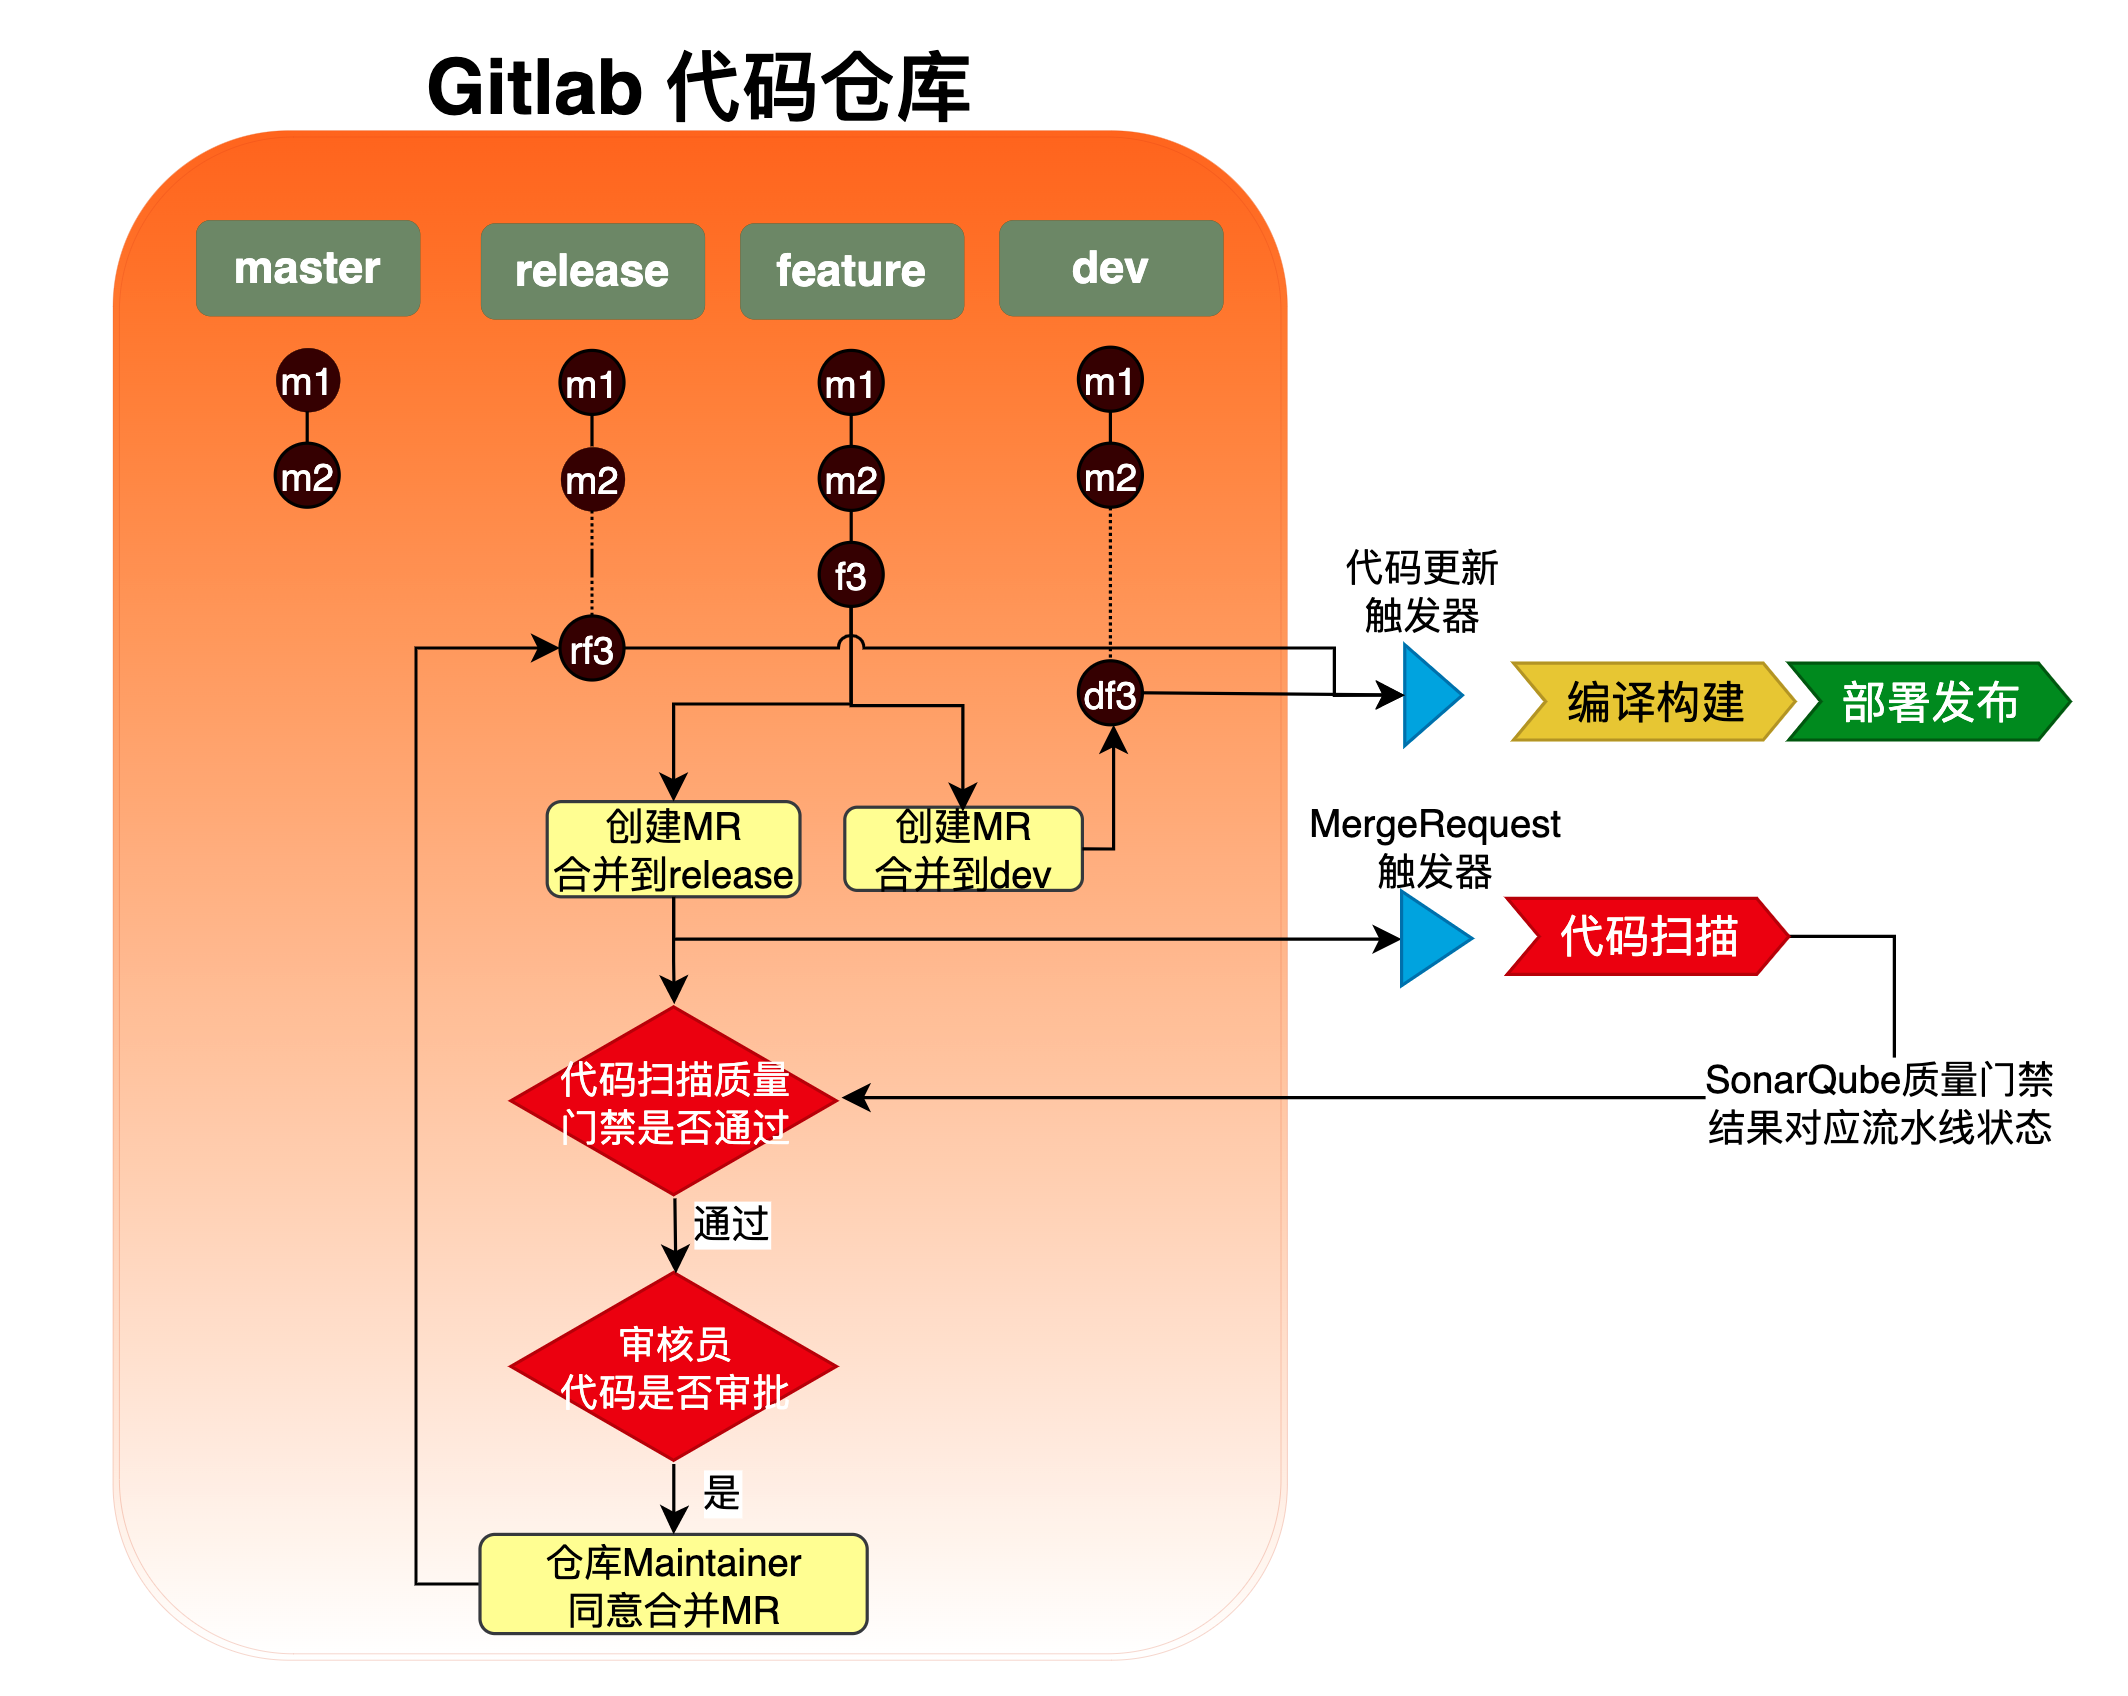 Gitlab 代码仓库
master
release
feature
dev
m1
m1
m1
m1
m2
m2
m2
m2
f3
rf3
df3
代码更新
触发器
编译构建
部署发布
创建MR
合并到release
创建MR
合并到dev
MergeRequest
触发器
代码扫描
代码扫描质量
门禁是否通过
SonarQube质量门禁
结果对应流水线状态
通过
审核员
代码是否审批
是
仓库Maintainer
同意合并MR